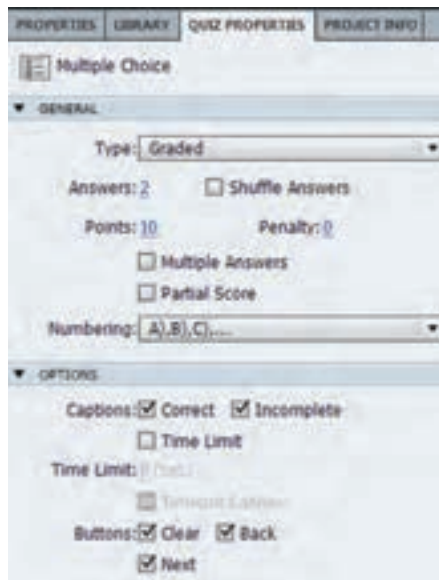 PROPERTIES LIBRARY QUIZ PROPERTIES PROJECT INFO
Multiple Choice
GENERAL
Type: Graded
Answers: 2 Shuffle Answers
Points: 10 Penalty: 0
Multiple Answers
Partial Score
Numbering: A),B),C),....
OPTIONS
Captions: Correct Incomplete
Time Limit
Time Limit:
Buttons: Clear Back
Next